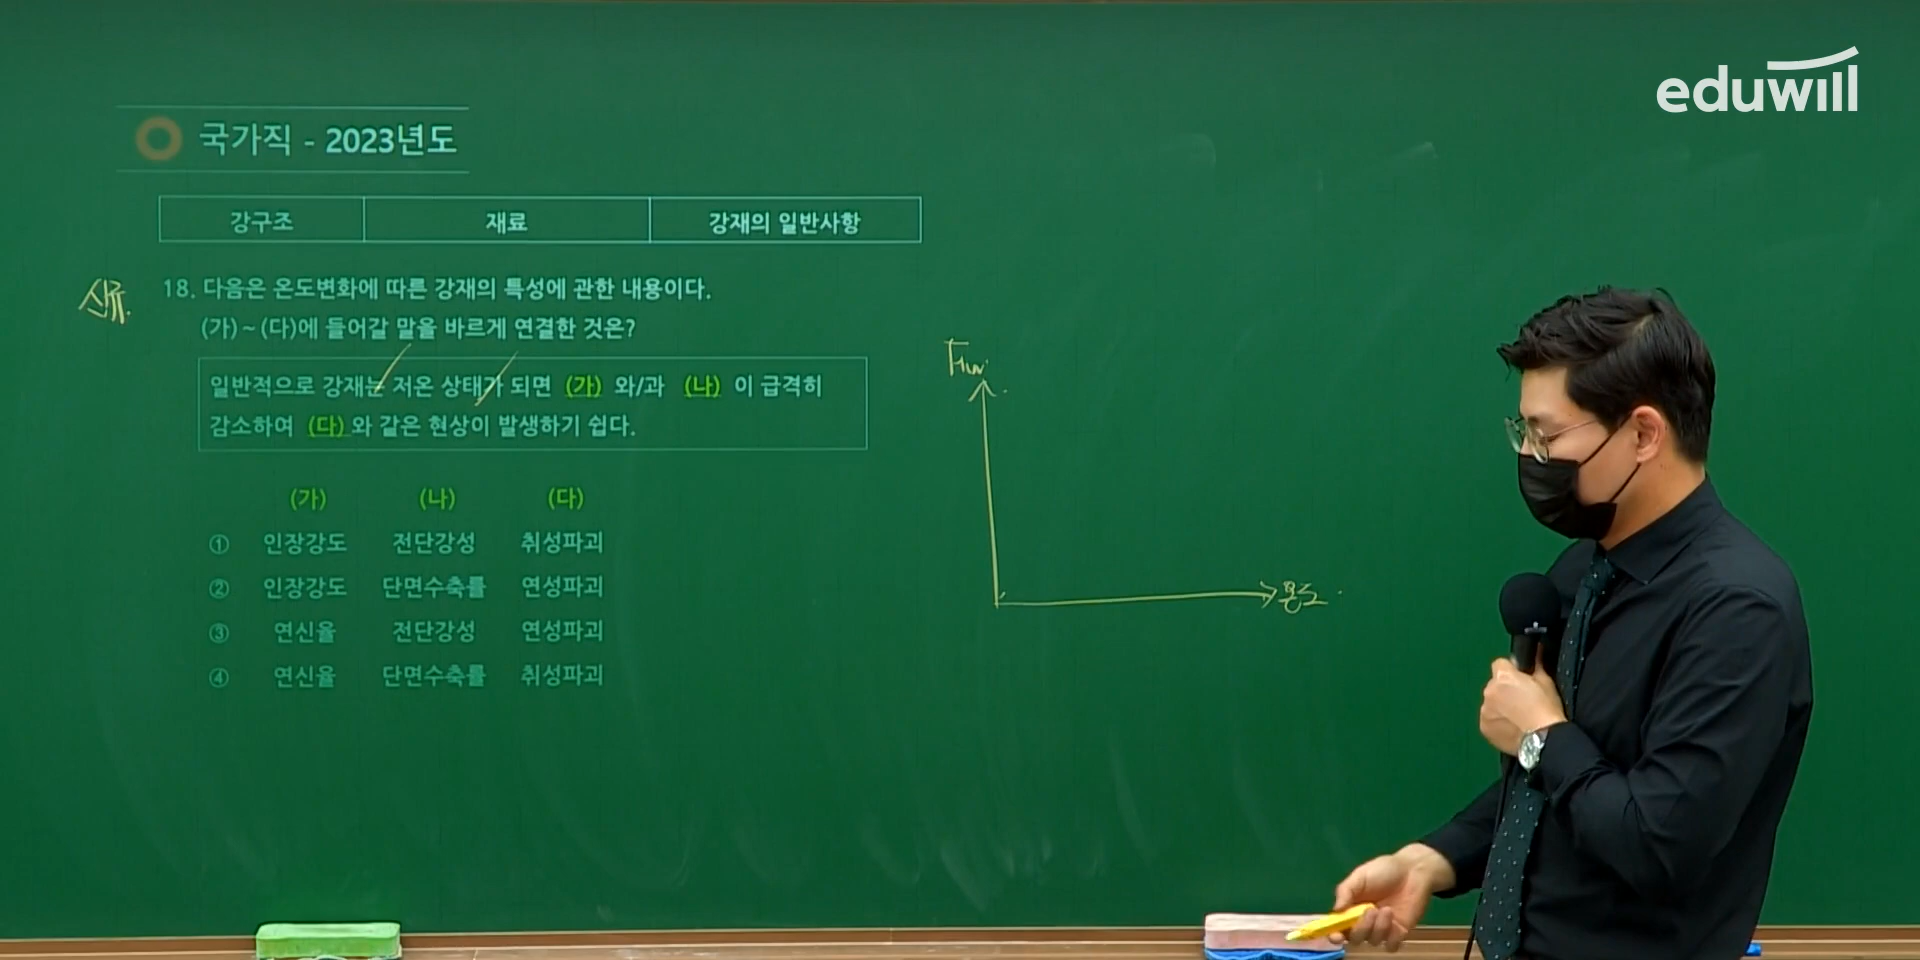 eduwill
국가직 - 2023년도
강구조 재료 강재의 일반사항
신유.
18. 다음은 온도변화에 따른 강재의 특성에 관한 내용이다.
(가) ~ (다)에 들어갈 말을 바르게 연결한 것은?
일반적으로 강재는 저온 상태가 되면 (가) 와/과 (나) 이 급격히
감소하여 (다) 와 같은 현상이 발생하기 쉽다.
(가) (나) (다)
① 인장강도 전단강성 취성파괴
② 인장강도 단면수축률 연성파괴
③ 연신율 전단강성 연성파괴
④ 연신율 단면수축률 취성파괴
온도